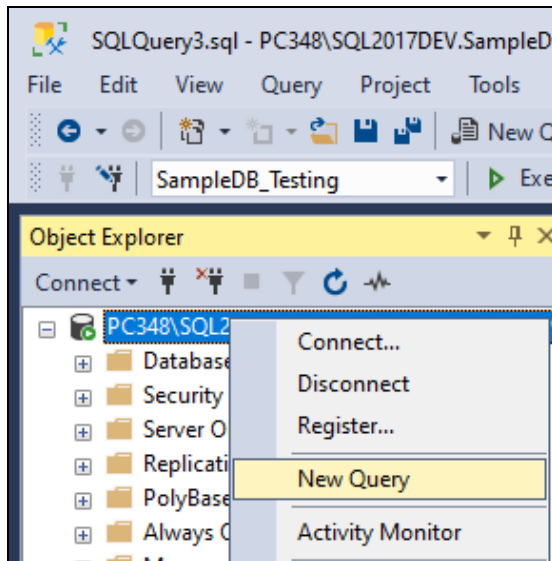 SQLQuery3.sql - PC348\SQL2017DEV.SampleD
File Edit View Query Project Tools
New Q
SampleDB_Testing Exe
Object Explorer
Connect
PC348\SQL2
Connect...
Database
Disconnect
Security
Register...
Server O
Replicati
New Query
PolyBase
Always O
Activity Monitor